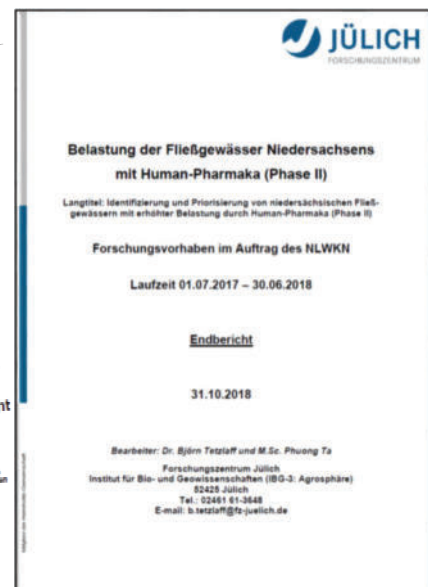 JÜLICH
FORSCHUNGSZENTRUM
Belastung der Fließgewässer Niedersachsens
mit Human-Pharmaka (Phase II)
Langtitel: Identifizierung und Priorisierung von niedersächsischen Fließ-
gewässern mit erhöhter Belastung durch Human-Pharmaka (Phase II)
Forschungsvorhaben im Auftrag des NLWKN
Laufzeit 01.07.2017 – 30.06.2018
Endbericht
31.10.2018
Bearbeiter: Dr. Björn Tetzlaff und M.Sc. Phuong Ta
Forschungszentrum Jülich
Institut für Bio- und Geowissenschaften (IBG-3: Agrosphäre)
52425 Jülich
Tel.: 02461 61-3648
E-mail: b.tetzlaff@fz-juelich.de